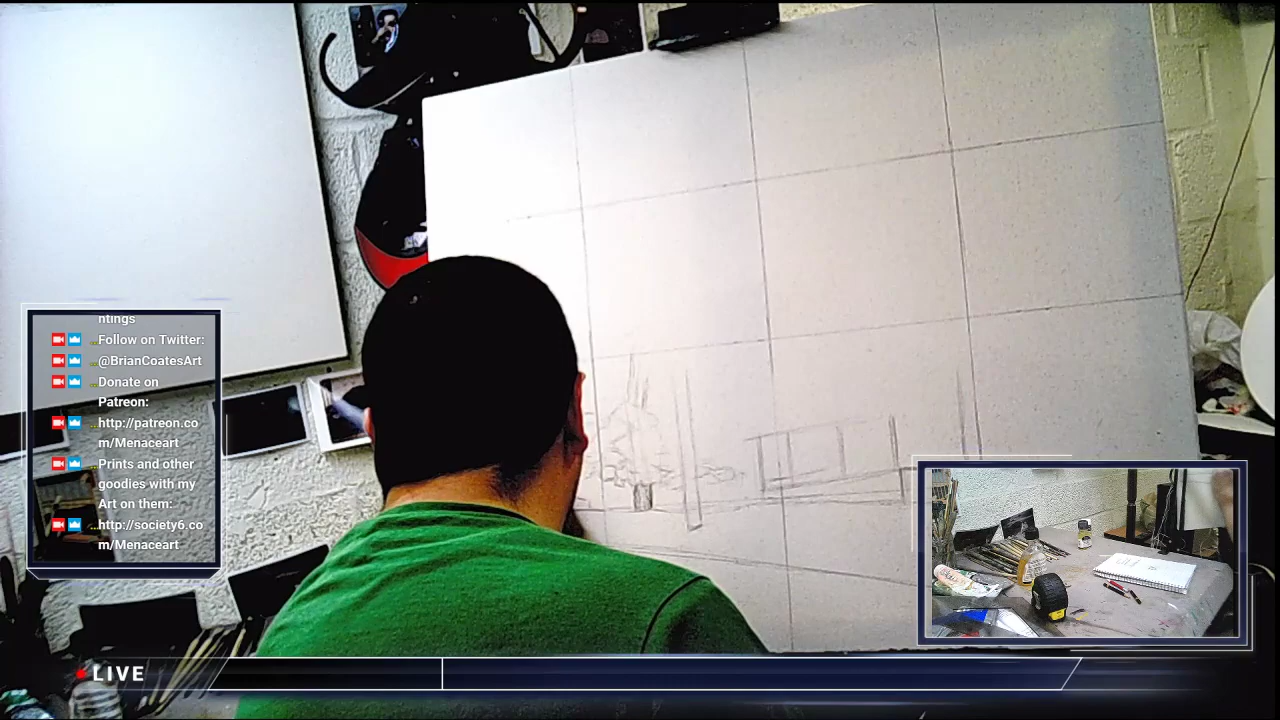 ntings
..Follow on Twitter:
..@BrianCoatesArt
..Donate on
Patreon:
..http://patreon.co
m/Menaceart
..Prints and other
goodies with my
Art on them:
..http://society6.co
m/Menaceart
LIVE